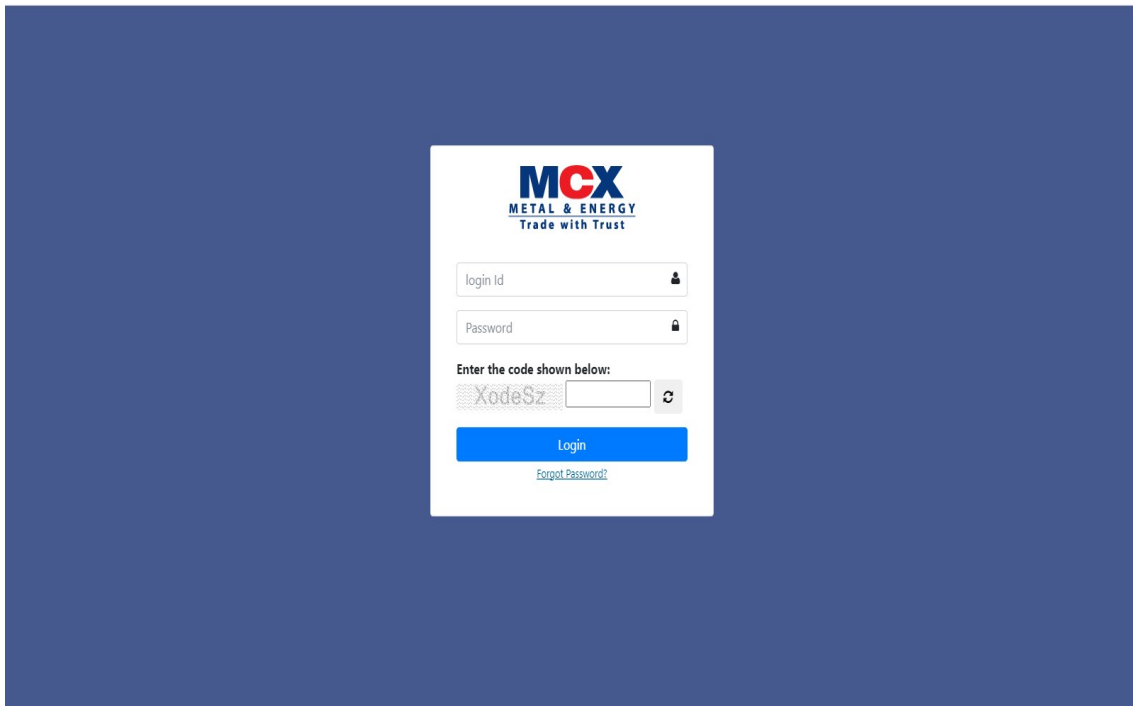 MCX
METAL & ENERGY
Trade with Trust
login Id
Password
Enter the code shown below:
XodeSz
Login
Forgot Password?